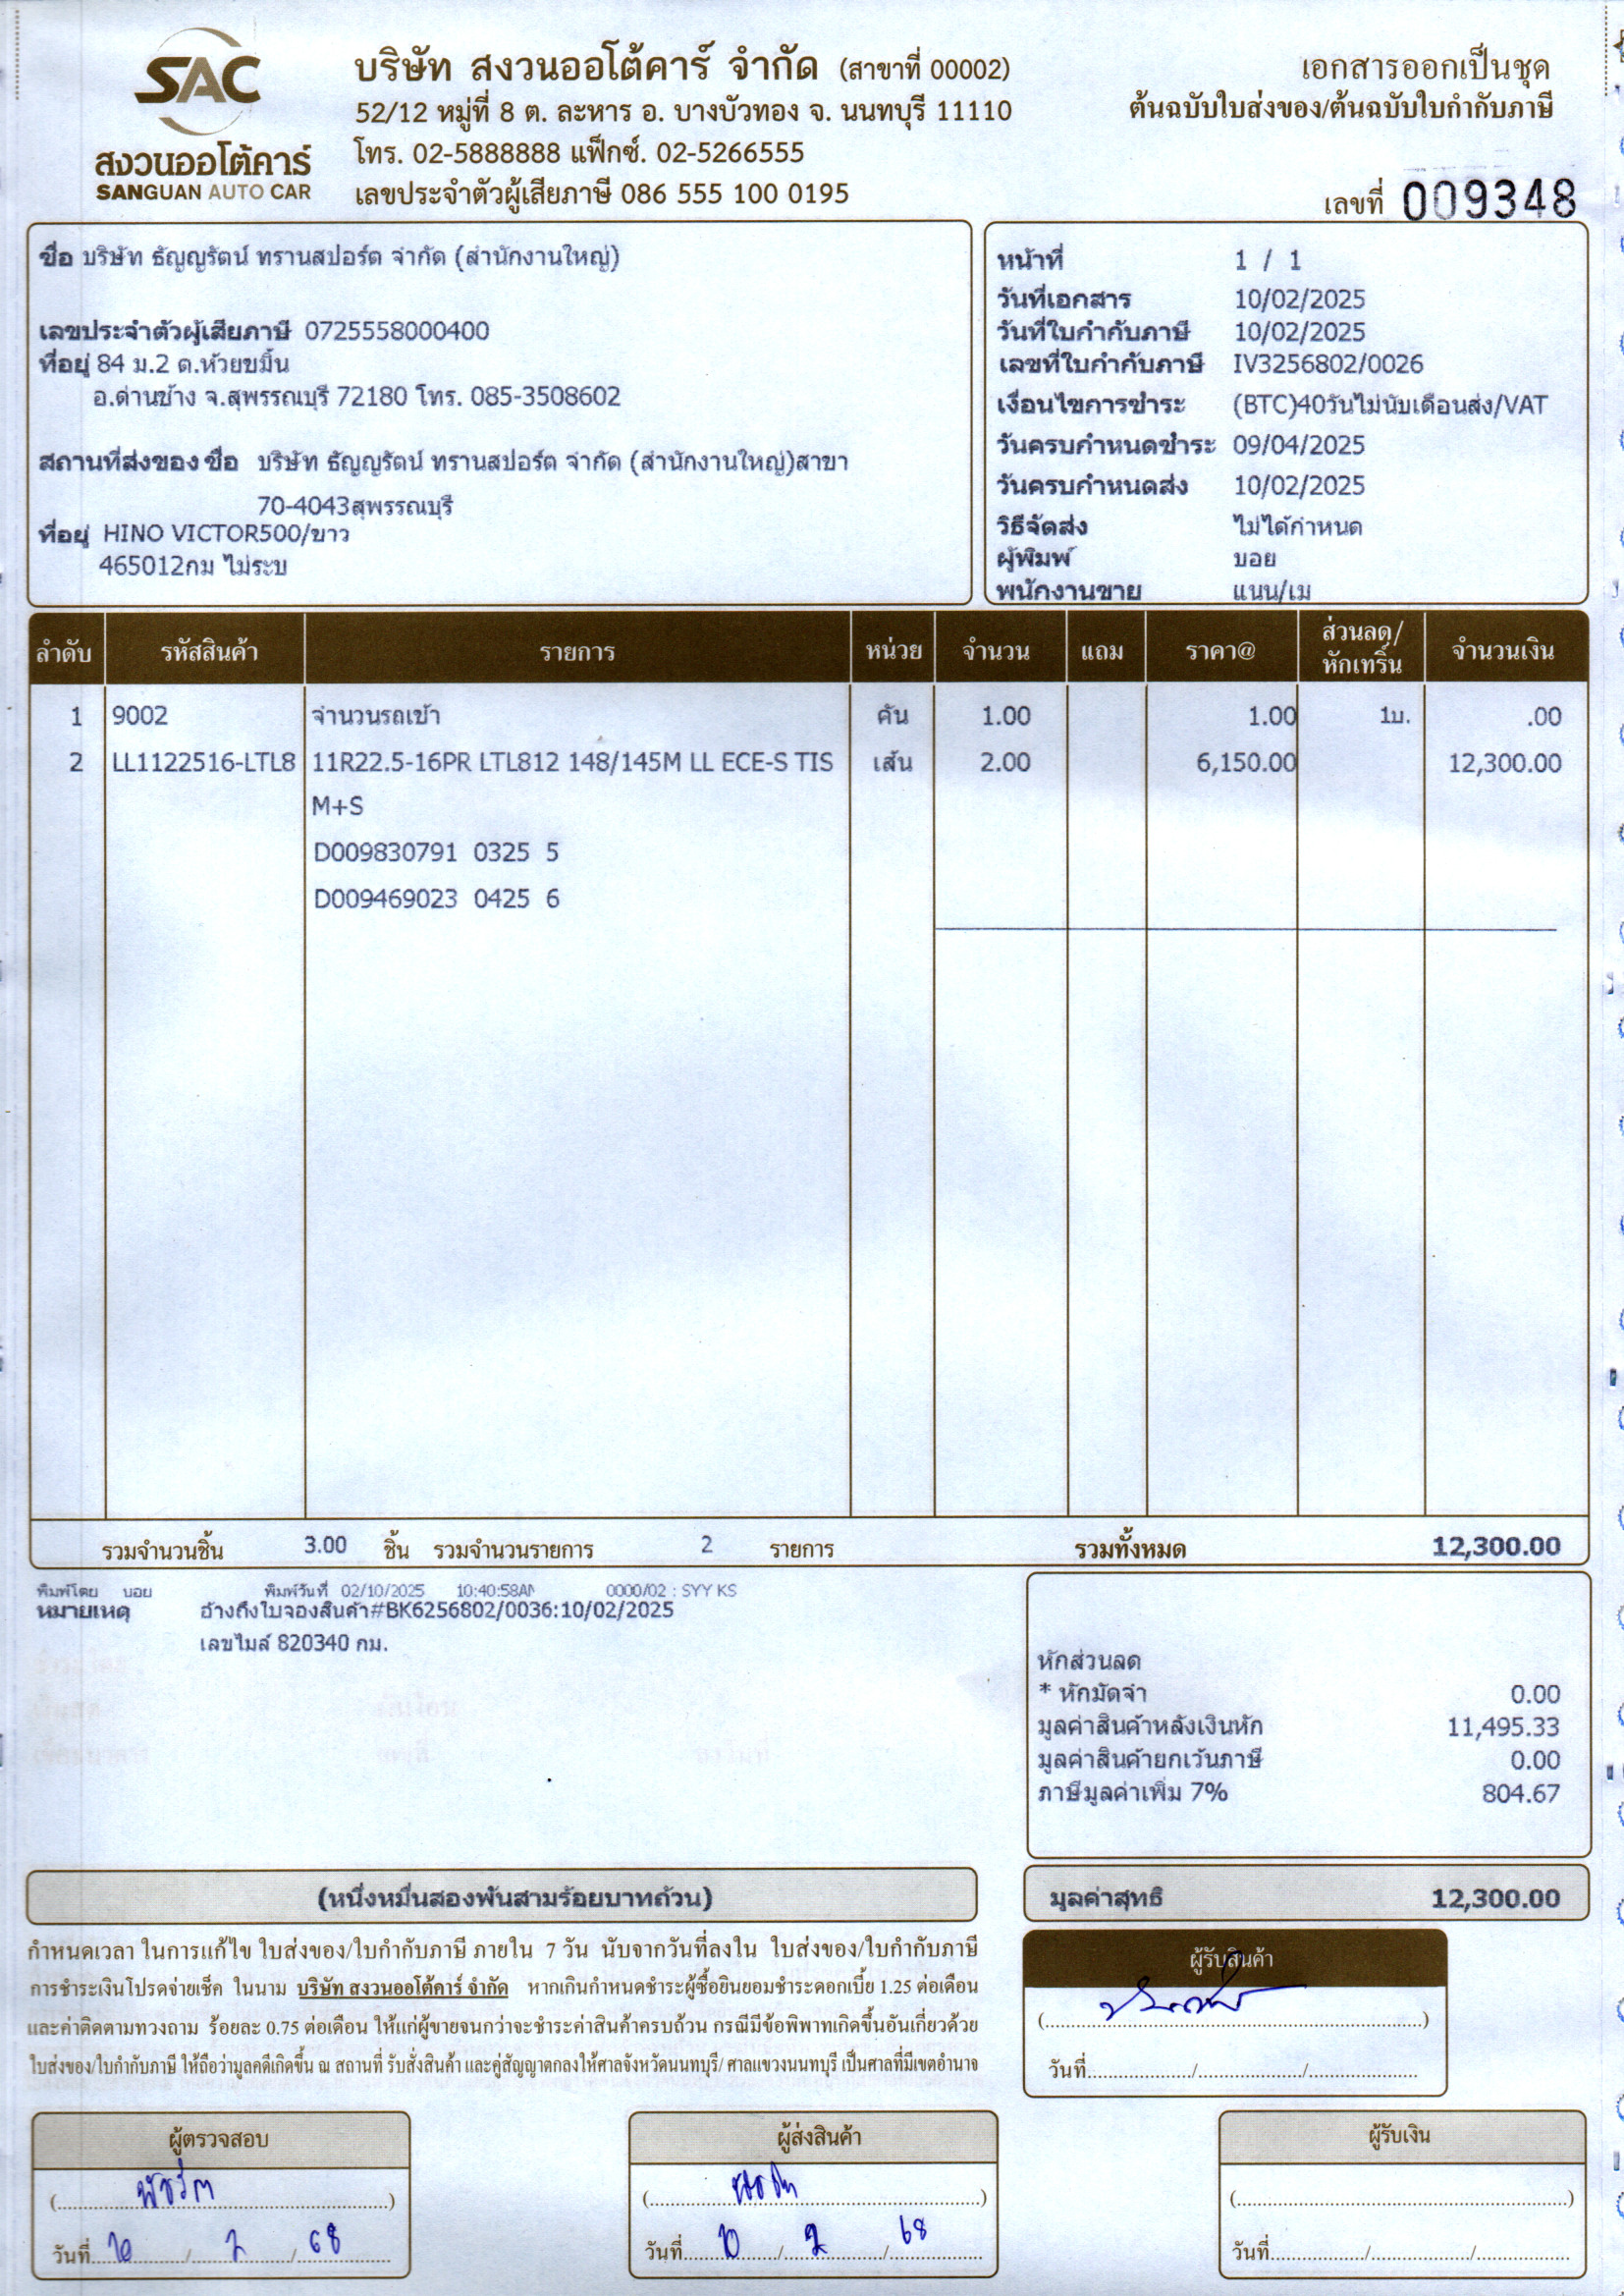 SAC
สงวนออโต้คาร์
SANGUAN AUTO CAR
บริษัท สงวนออโต้คาร์ จำกัด (สาขาที่ 00002)
52/12 หมู่ที่ 8 ต. ละหาร อ. บางบัวทอง จ. นนทบุรี 11110
โทร. 02-5888888 แฟ็กซ์. 02-5266555
เลขประจำตัวผู้เสียภาษี 086 555 100 0195
เอกสารออกเป็นชุด
ต้นฉบับใบส่งของ/ต้นฉบับใบกำกับภาษี
เลขที่ 009348
ชื่อ บริษัท ธัญญรัตน์ ทรานสปอร์ต จำกัด (สำนักงานใหญ่)
เลขประจำตัวผู้เสียภาษี 0725558000400
ที่อยู่ 84 ม.2 ต.ห้วยขมิ้น
อ.ด่านช้าง จ.สุพรรณบุรี 72180 โทร. 085-3508602
สถานที่ส่งของ ชื่อ บริษัท ธัญญรัตน์ ทรานสปอร์ต จำกัด (สำนักงานใหญ่)สาขา
70-4043สุพรรณบุรี
ที่อยู่ HINO VICTOR500/ขาว
465012กม ไม่ระบ
หน้าที่ 1 / 1
วันที่เอกสาร 10/02/2025
วันที่ใบกำกับภาษี 10/02/2025
เลขที่ใบกำกับภาษี IV3256802/0026
เงื่อนไขการชำระ (BTC)40วันไม่นับเดือนส่ง/VAT
วันครบกำหนดชำระ 09/04/2025
วันครบกำหนดส่ง 10/02/2025
วิธีจัดส่ง ไม่ได้กำหนด
ผู้พิมพ์ บอย
พนักงานขาย แนน/เม
ลำดับ รหัสสินค้า รายการ หน่วย จำนวน แถม ราคา@ ส่วนลด/หักเทริ์น จำนวนเงิน
1 9002 จำนวนรถเข้า คัน 1.00 1.00 1บ. .00
2 LL1122516-LTL8 11R22.5-16PR LTL812 148/145M LL ECE-S TIS เส้น 2.00 6,150.00 12,300.00
M+S
D009830791 0325 5
D009469023 0425 6
รวมจำนวนชิ้น 3.00 ชิ้น รวมจำนวนรายการ 2 รายการ รวมทั้งหมด 12,300.00
พิมพ์โดย บอย พิมพ์วันที่ 02/10/2025 10:40:58AM 0000/02 : SYY KS
หมายเหตุ อ้างถึงใบจองสินค้า#BK6256802/0036:10/02/2025
เลขไมล์ 820340 กม.
หักส่วนลด
* หักมัดจำ 0.00
มูลค่าสินค้าหลังเงินหัก 11,495.33
มูลค่าสินค้ายกเว้นภาษี 0.00
ภาษีมูลค่าเพิ่ม 7% 804.67
(หนึ่งหมื่นสองพันสามร้อยบาทถ้วน)
มูลค่าสุทธิ 12,300.00
กำหนดเวลา ในการแก้ไข ใบส่งของ/ใบกำกับภาษี ภายใน 7 วัน นับจากวันที่ลงใน ใบส่งของ/ใบกำกับภาษี
การชำระเงินโปรดจ่ายเช็ค ในนาม บริษัท สงวนออโต้คาร์ จำกัด หากเกินกำหนดชำระผู้ซื้อยินยอมชำระดอกเบี้ย 1.25 ต่อเดือน
และค่าติดตามทวงถาม ร้อยละ 0.75 ต่อเดือน ให้แก่ผู้ขายจนกว่าจะชำระค่าสินค้าครบถ้วน กรณีมีข้อพิพาทเกิดขึ้นอันเกี่ยวด้วย
ใบส่งของ/ใบกำกับภาษี ให้ถือว่ามูลคดีเกิดขึ้น ณ สถานที่ รับสั่งสินค้า และคู่สัญญาตกลงให้ศาลจังหวัดนนทบุรี/ ศาลแขวงนนทบุรี เป็นศาลที่มีเขตอำนาจ
ผู้รับสินค้า
(....................)
วันที่........../........../..........
ผู้ตรวจสอบ
วันที่ 10 / 2 / 68
ผู้ส่งสินค้า
วันที่ 10 / 2 / 68
ผู้รับเงิน
(....................)
วันที่........../........../..........